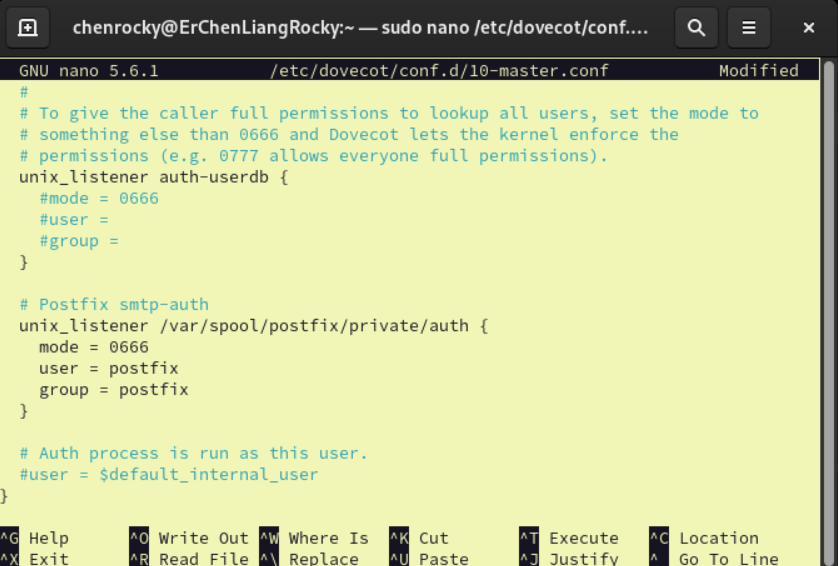 chenrocky@ErChenLiangRocky:~ — sudo nano /etc/dovecot/conf....
GNU nano 5.6.1 /etc/dovecot/conf.d/10-master.conf Modified
#
# To give the caller full permissions to lookup all users, set the mode to
# something else than 0666 and Dovecot lets the kernel enforce the
# permissions (e.g. 0777 allows everyone full permissions).
unix_listener auth-userdb {
#mode = 0666
#user =
#group =
}
# Postfix smtp-auth
unix_listener /var/spool/postfix/private/auth {
mode = 0666
user = postfix
group = postfix
}
# Auth process is run as this user.
#user = $default_internal_user
}
^G Help ^O Write Out ^W Where Is ^K Cut ^T Execute ^C Location
^X Exit ^R Read File ^\ Replace ^U Paste ^J Justify ^_ Go To Line